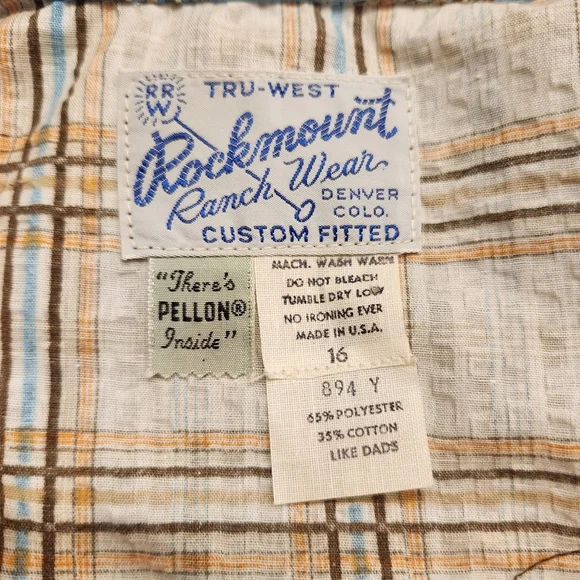 RR
W
TRU-WEST
Rockmount
Ranch Wear
DENVER
COLO.
CUSTOM FITTED
"There's
PELLON®
Inside"
MACH. WASH WARM
DO NOT BLEACH
TUMBLE DRY LOW
NO IRONING EVER
MADE IN U.S.A.
16
894 Y
65% POLYESTER
35% COTTON
LIKE DADS